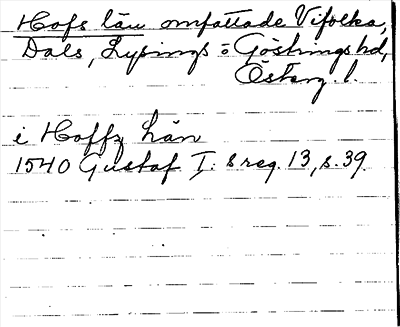 Hofs län omfattade Vifolka,
Dals, Lysings o Göstrings hd,
Österg. l.
i Hoffz Län
1540 Gustaf I:s reg. 13, s. 39.